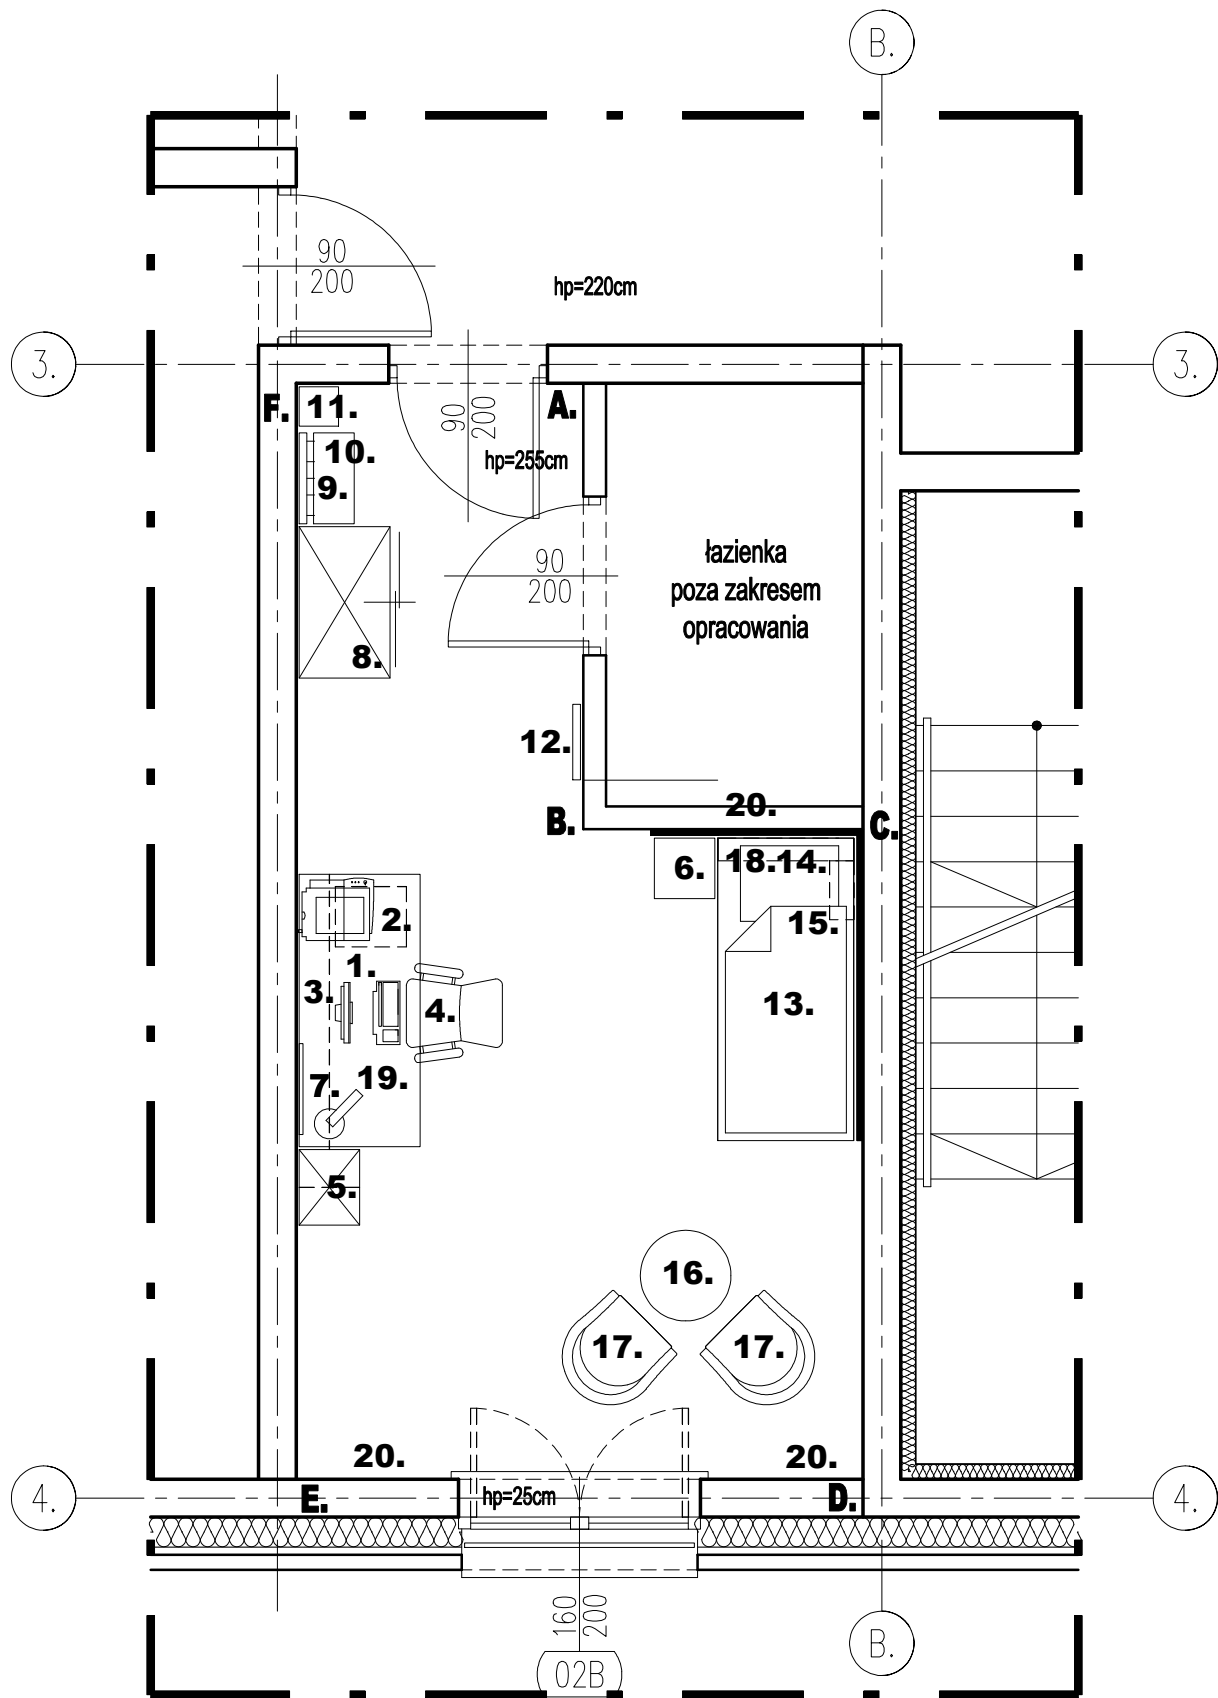 B.
90
200
hp=220cm
3.
3.
F.
11.
A.
90
200
10.
hp=255cm
9.
90
200
łazienka
poza zakresem
opracowania
8.
12.
20.
B.
C.
6.
18.
14.
2.
15.
1.
3.
4.
13.
7.
19.
5.
16.
17.
17.
20.
20.
4.
E.
hp=25cm
D.
4.
160
200
B.
02B